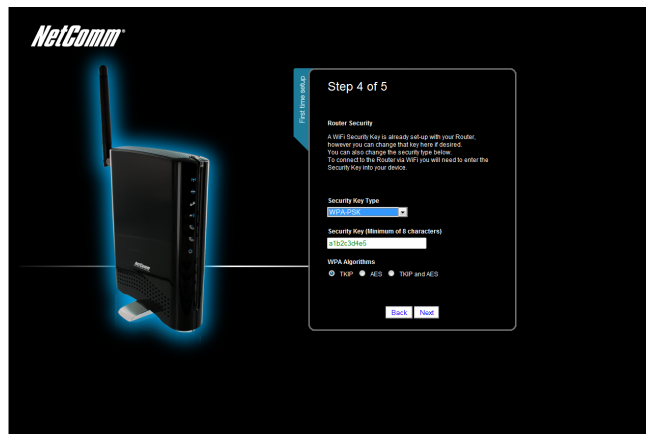 NetComm
First time setup
Step 4 of 5
Router Security
A WiFi Security Key is already set-up with your Router,
however you can change that key here if desired.
You can also change the security type below.
To connect to the Router via WiFi you will need to enter the
Security Key into your device.
Security Key Type
WPA-PSK
Security Key (Minimum of 8 characters)
a1b2c3d4e5
WPA Algorithms
TKIP AES TKIP and AES
Back Next